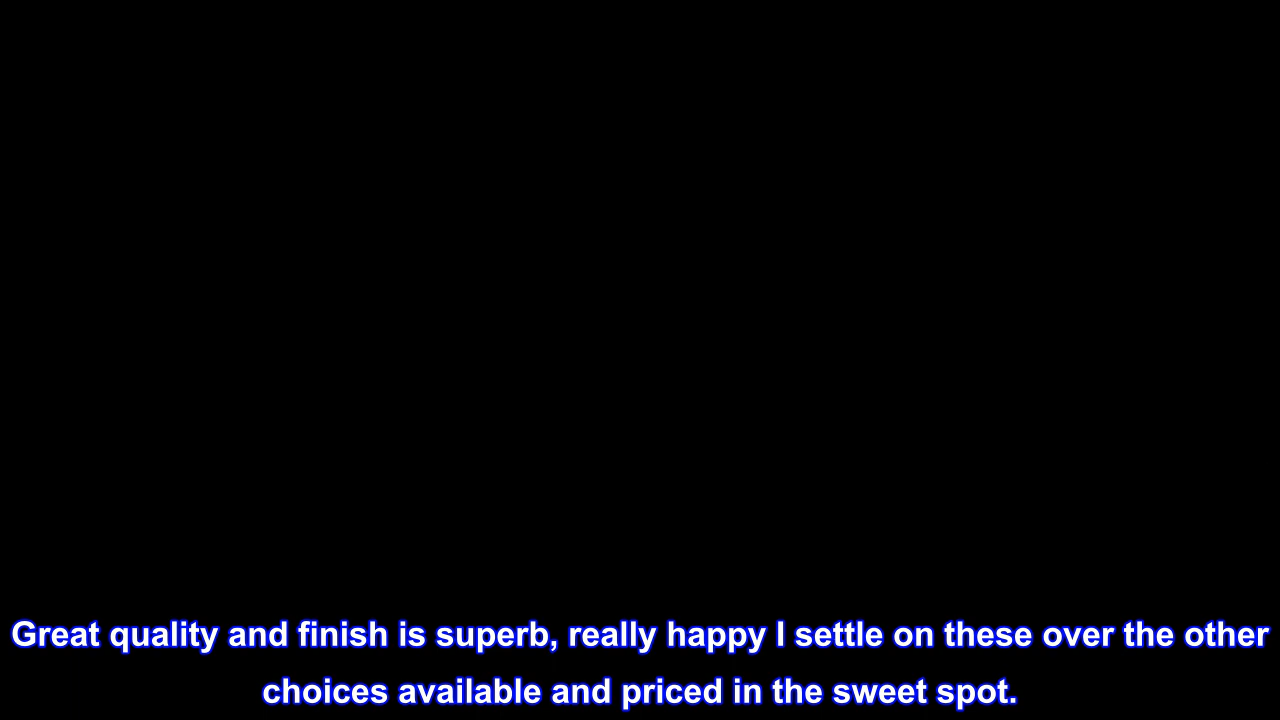 Great quality and finish is superb, really happy I settle on these over the other
choices available and priced in the sweet spot.